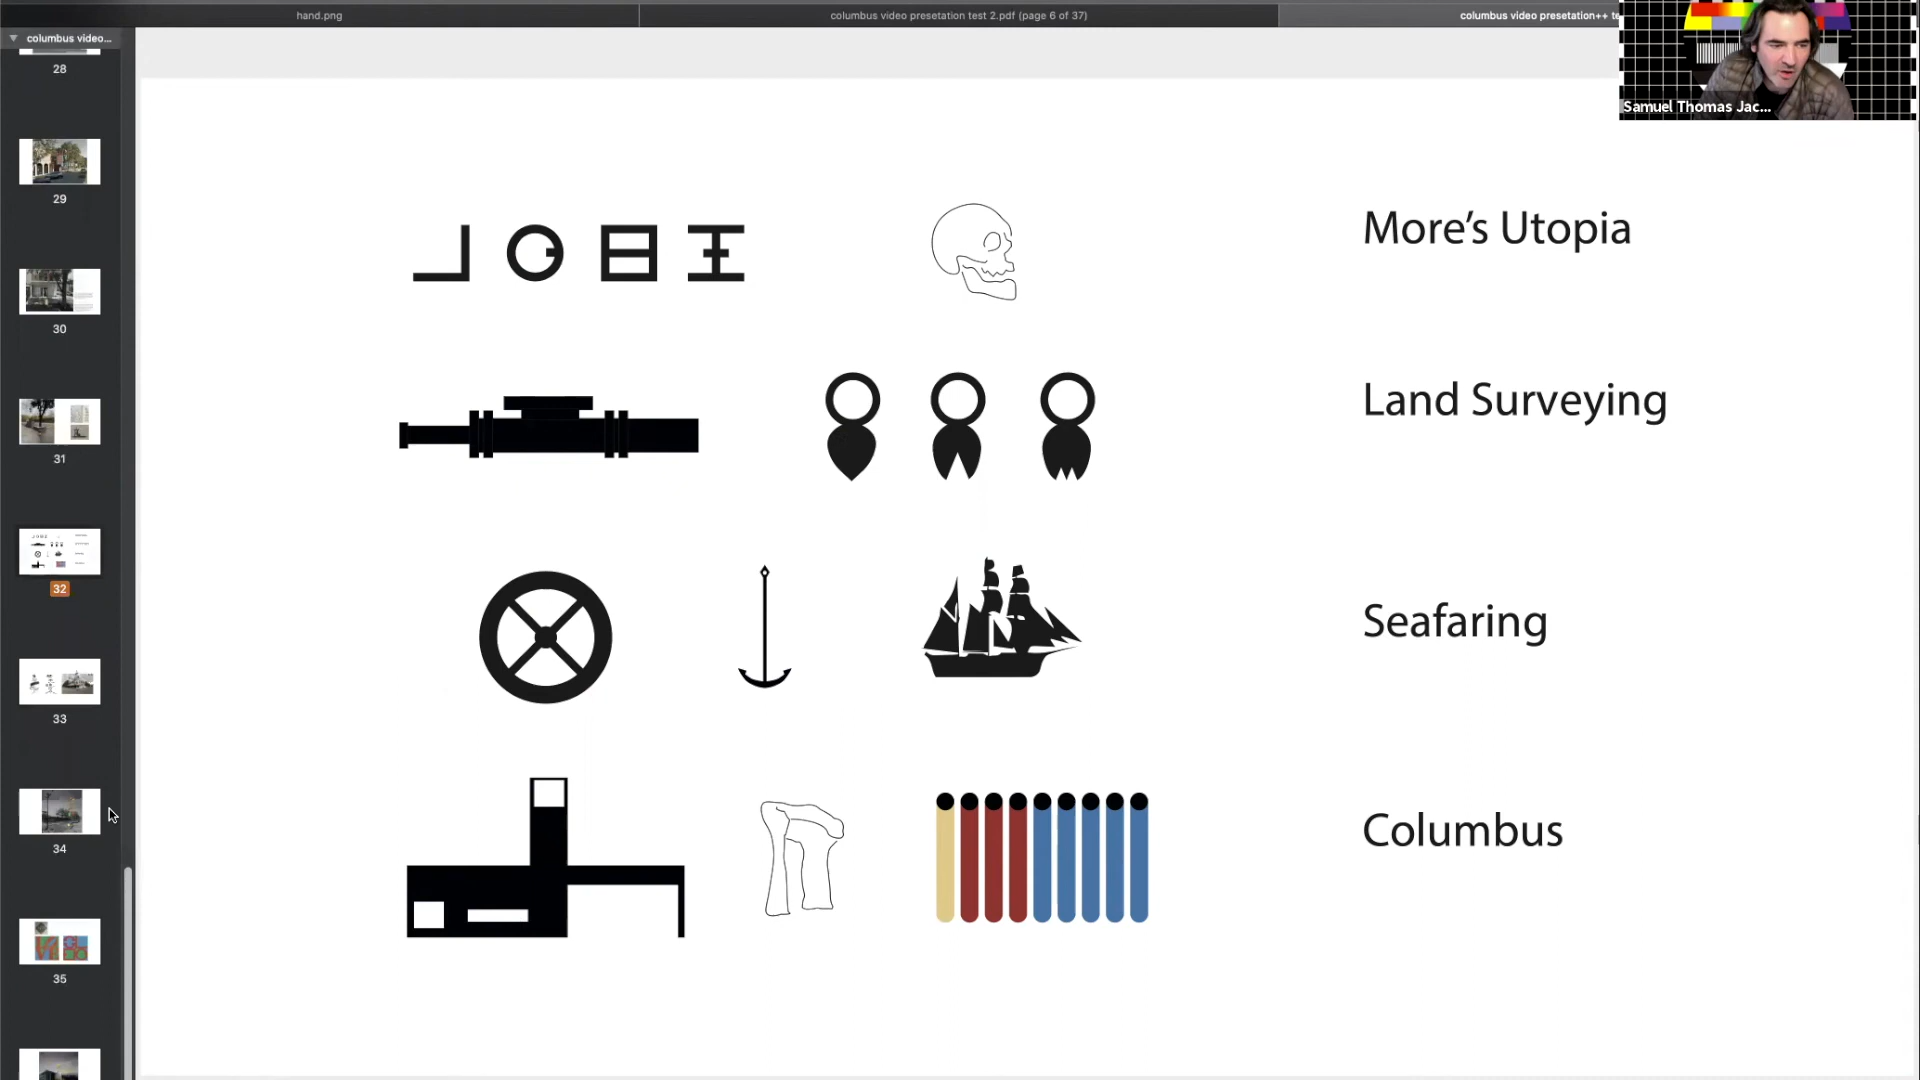 hand.png
columbus video presetation test 2.pdf (page 6 of 37)
columbus video presetation++ te
columbus video...
28
29
30
31
32
33
34
35
Samuel Thomas Jac...
More's Utopia
Land Surveying
Seafaring
Columbus